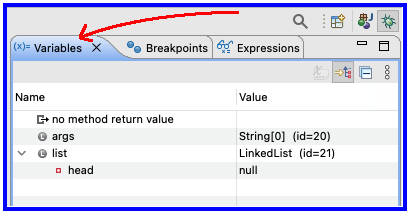 (x)= Variables Breakpoints Expressions
Name Value
no method return value
args String[0] (id=20)
list LinkedList (id=21)
head null